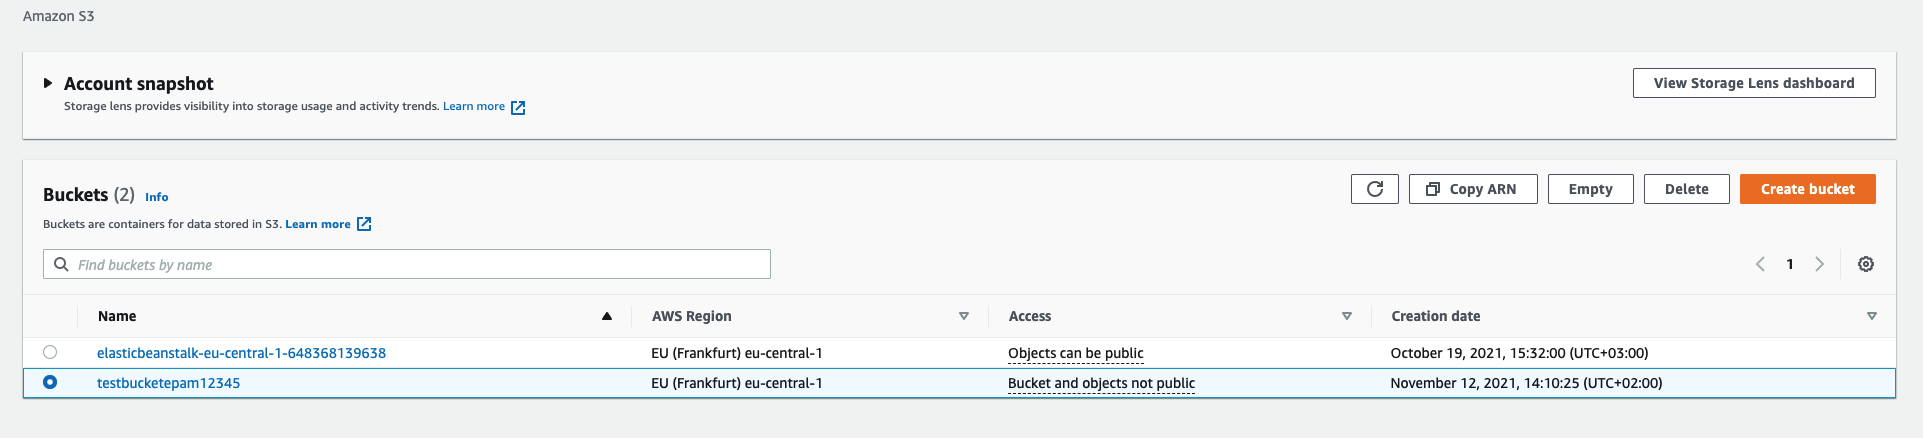 Amazon S3
Account snapshot
View Storage Lens dashboard
Storage lens provides visibility into storage usage and activity trends. Learn more
Buckets (2) Info
Copy ARN Empty Delete Create bucket
Buckets are containers for data stored in S3. Learn more
Find buckets by name
1
Name AWS Region Access Creation date
elasticbeanstalk-eu-central-1-648368139638 EU (Frankfurt) eu-central-1 Objects can be public October 19, 2021, 15:32:00 (UTC+03:00)
testbucketepam12345 EU (Frankfurt) eu-central-1 Bucket and objects not public November 12, 2021, 14:10:25 (UTC+02:00)